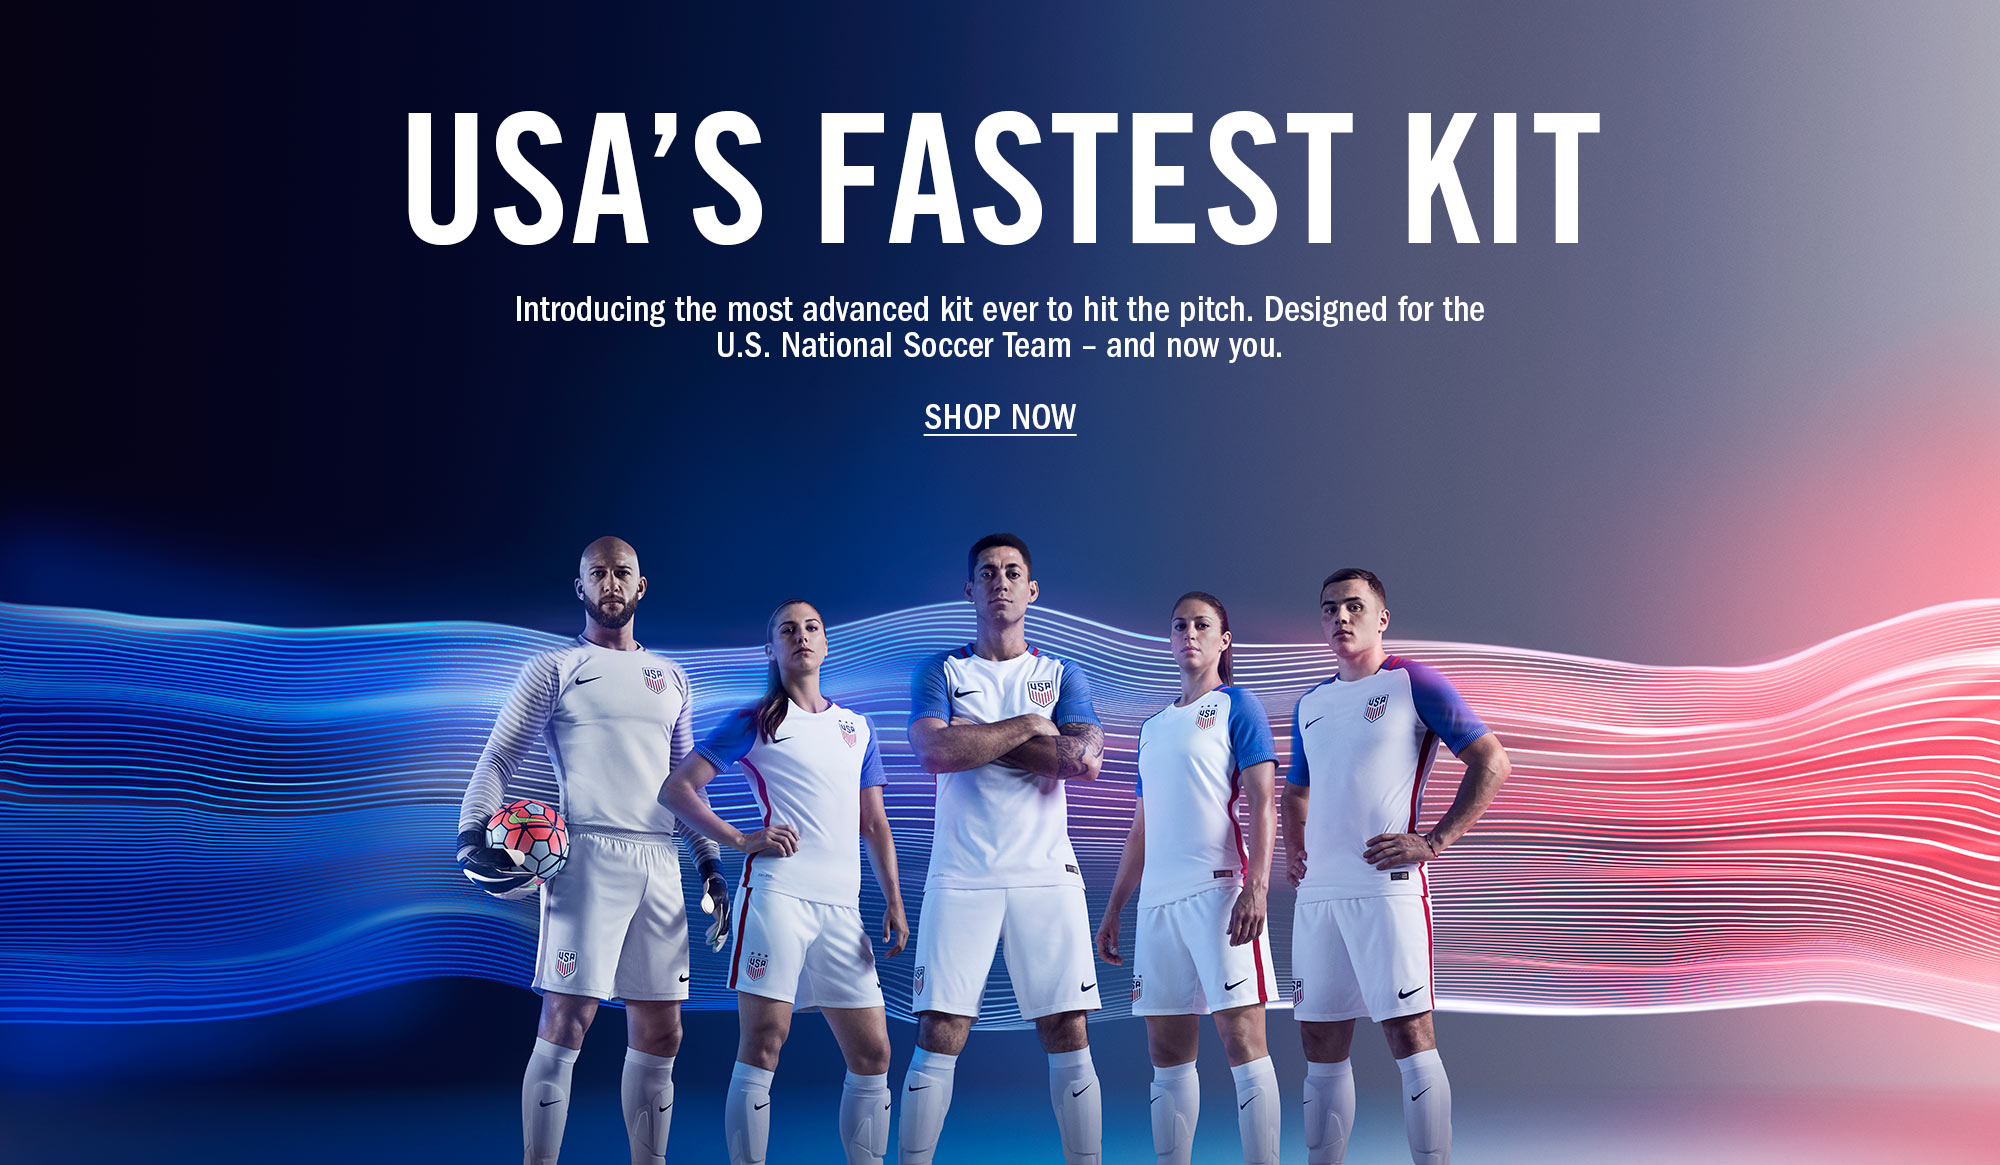 USA'S FASTEST KIT
Introducing the most advanced kit ever to hit the pitch. Designed for the
U.S. National Soccer Team – and now you.
SHOP NOW
USA
USA
USA
USA
USA
USA
USA
USA
USA